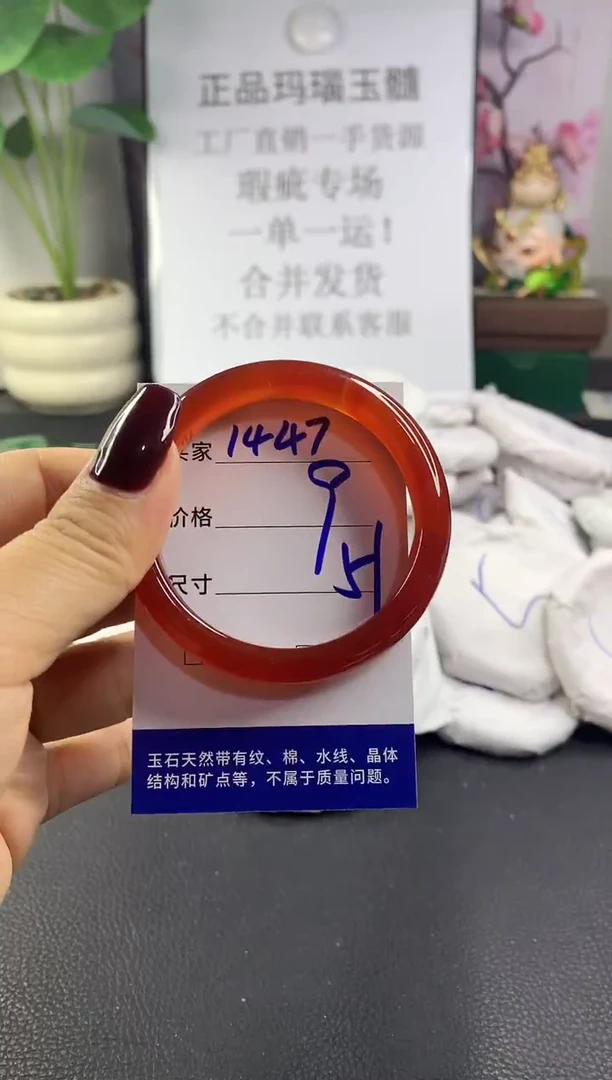 正品玛瑙玉髓
工厂直销一手货源
瑕疵专场
一单一运!
合并发货
不合并联系客服
家 1447
价格 9
尺寸 51
玉石天然带有纹、棉、水线、晶体
结构和矿点等，不属于质量问题。